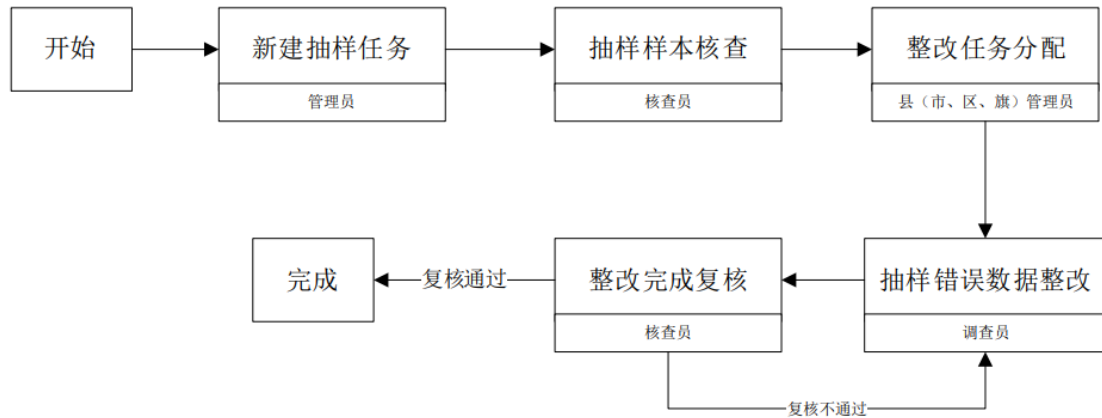 开始
新建抽样任务
管理员
抽样样本核查
核查员
整改任务分配
县（市、区、旗）管理员
完成
复核通过
整改完成复核
核查员
抽样错误数据整改
调查员
复核不通过